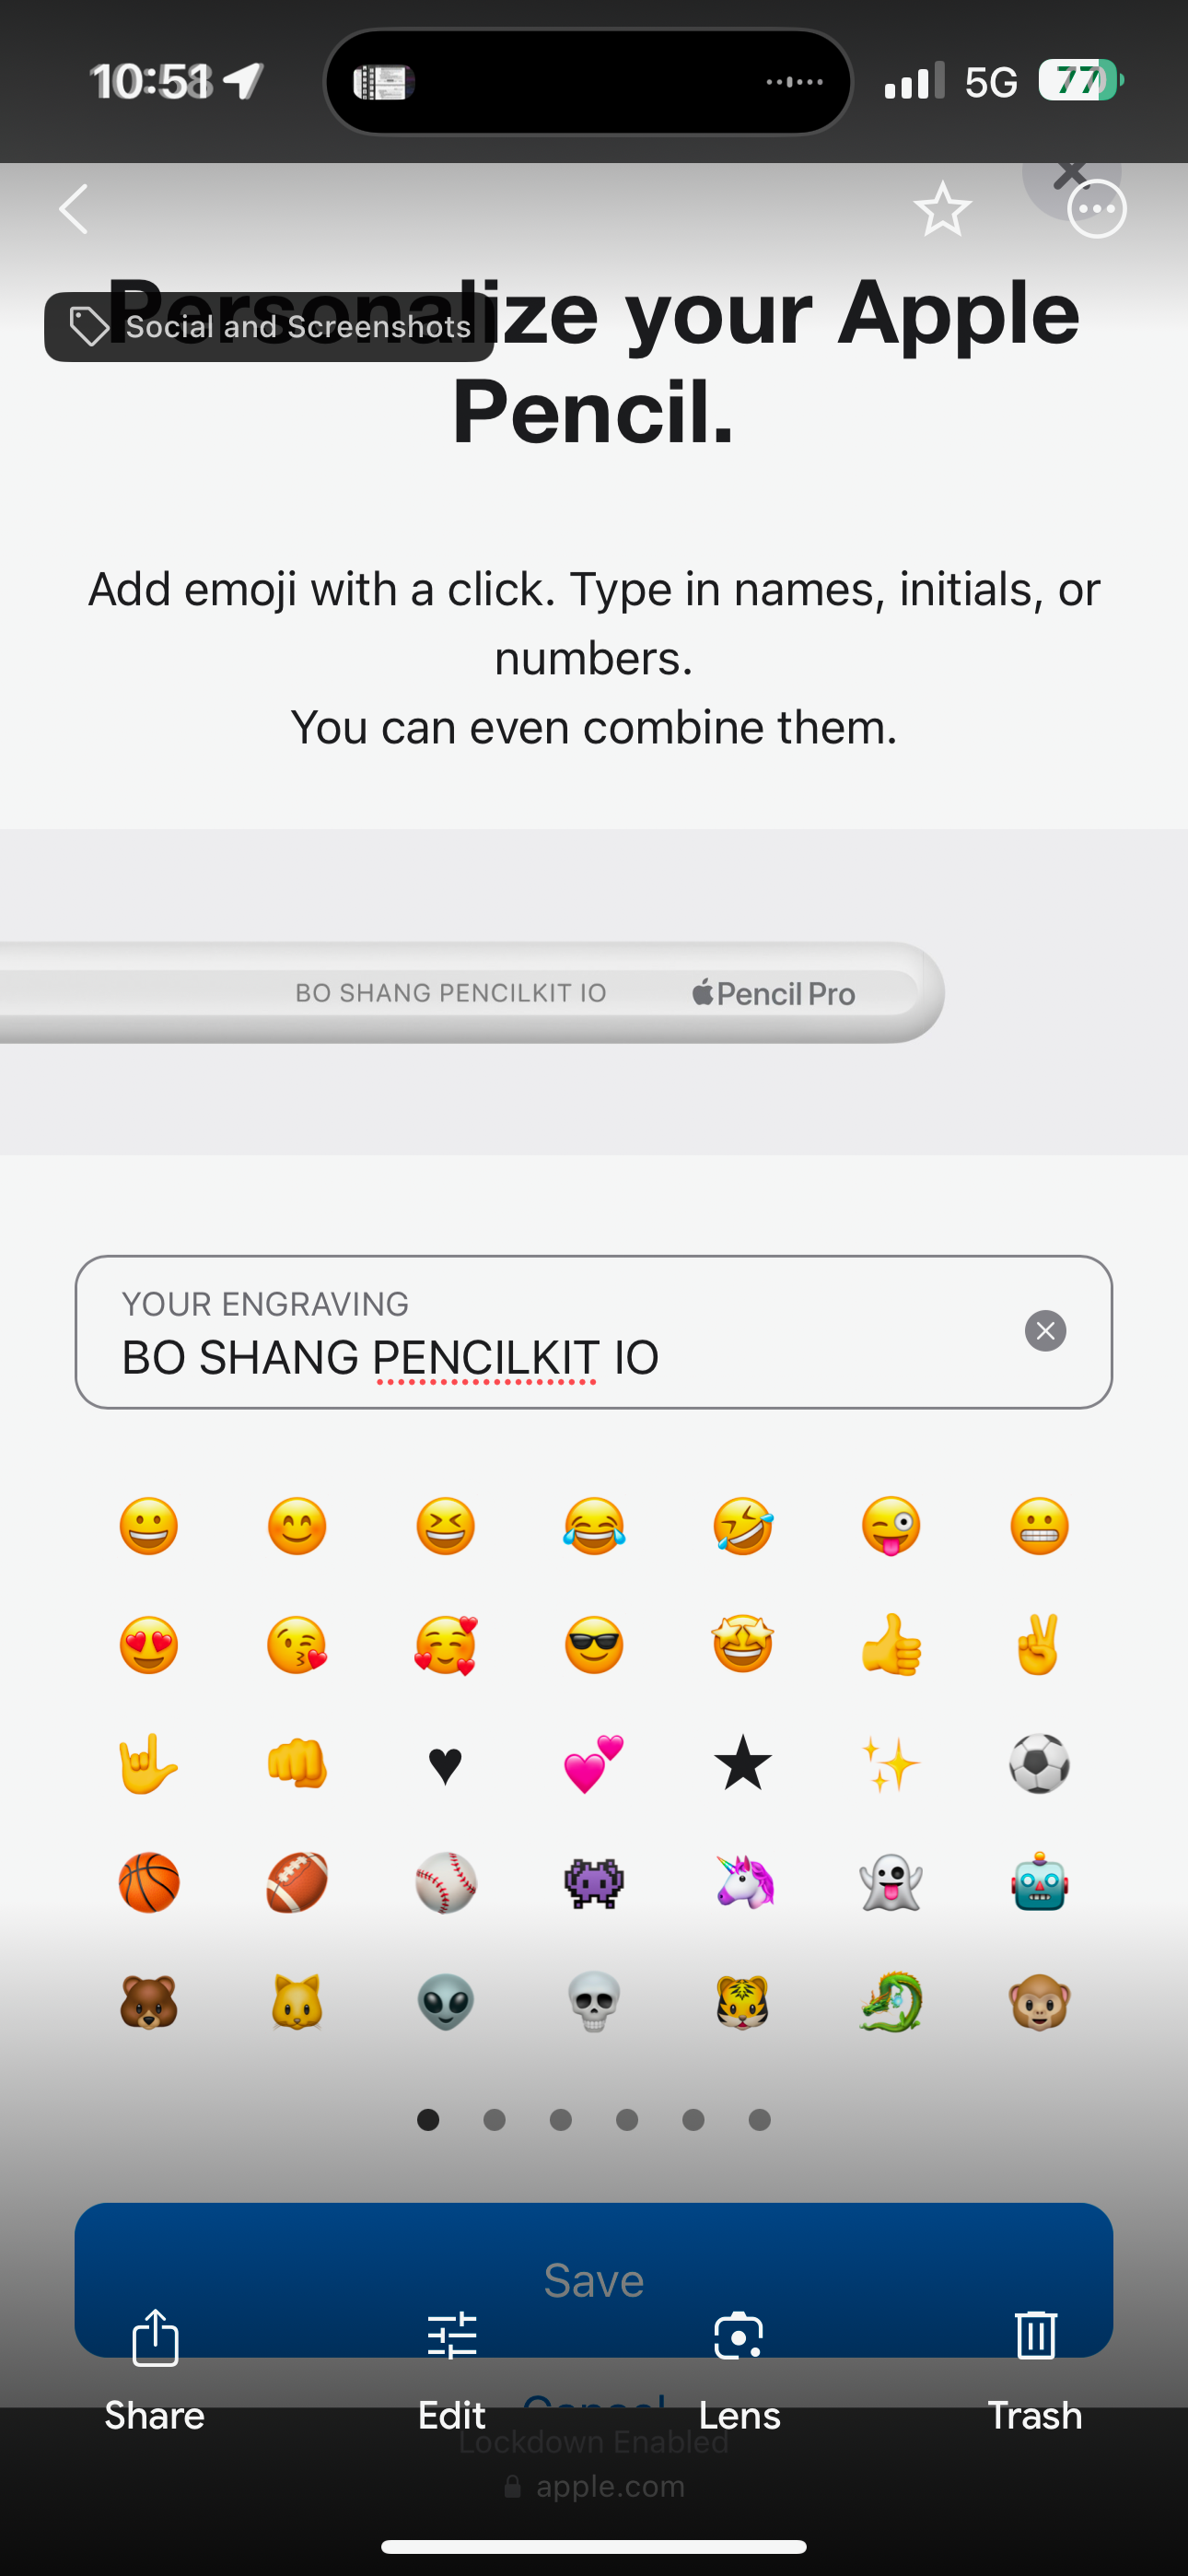 5G
77
Social and Screenshots
Personalize your Apple
Pencil.
Add emoji with a click. Type in names, initials, or
numbers.
You can even combine them.
BO SHANG PENCILKIT IO
Pencil Pro
YOUR ENGRAVING
BO SHANG PENCILKIT IO
Save
Cancel
Share
Edit
Lens
Trash
Lockdown Enabled
apple.com